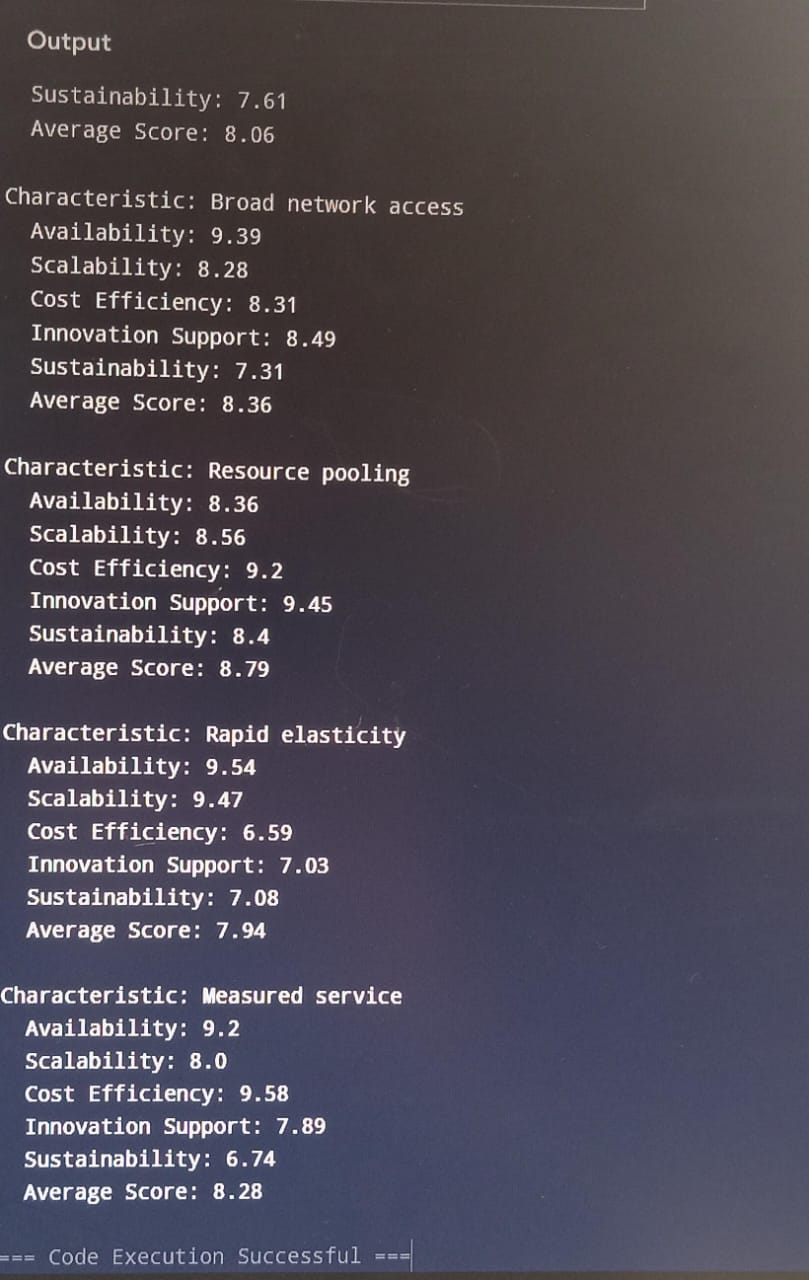 Output
Sustainability: 7.61
Average Score: 8.06
Characteristic: Broad network access
Availability: 9.39
Scalability: 8.28
Cost Efficiency: 8.31
Innovation Support: 8.49
Sustainability: 7.31
Average Score: 8.36
Characteristic: Resource pooling
Availability: 8.36
Scalability: 8.56
Cost Efficiency: 9.2
Innovation Support: 9.45
Sustainability: 8.4
Average Score: 8.79
Characteristic: Rapid elasticity
Availability: 9.54
Scalability: 9.47
Cost Efficiency: 6.59
Innovation Support: 7.03
Sustainability: 7.08
Average Score: 7.94
Characteristic: Measured service
Availability: 9.2
Scalability: 8.0
Cost Efficiency: 9.58
Innovation Support: 7.89
Sustainability: 6.74
Average Score: 8.28
=== Code Execution Successful ===